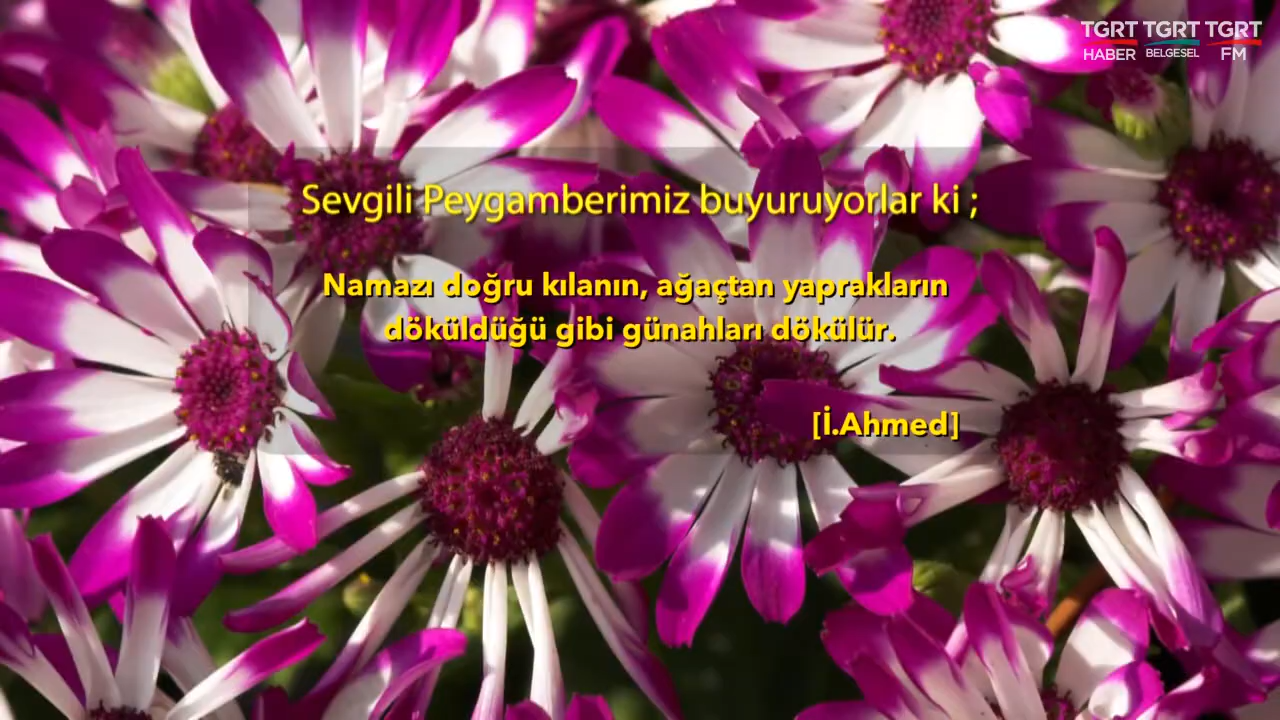 TGRT TGRT TGRT
HABER BELGESEL FM
Sevgili Peygamberimiz buyuruyorlar ki ;
Namazı doğru kılanın, ağaçtan yaprakların
döküldüğü gibi günahları dökülür.
[İ.Ahmed]